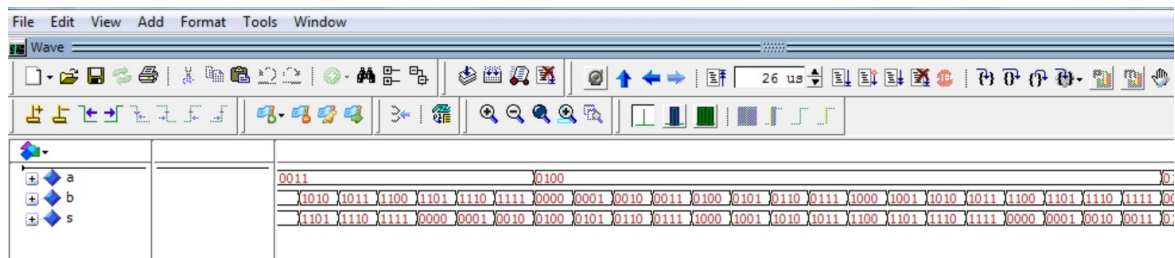 File Edit View Add Format Tools Window
Wave
26 us
a 0011 0100
b 1010 1011 1100 1101 1110 1111 0000 0001 0010 0011 0100 0101 0110 0111 1000 1001 1010 1011 1100 1101 1110 1111
s 1101 1110 1111 0000 0001 0010 0100 0101 0110 0111 1000 1001 1010 1011 1100 1101 1110 1111 0000 0001 0010 0011